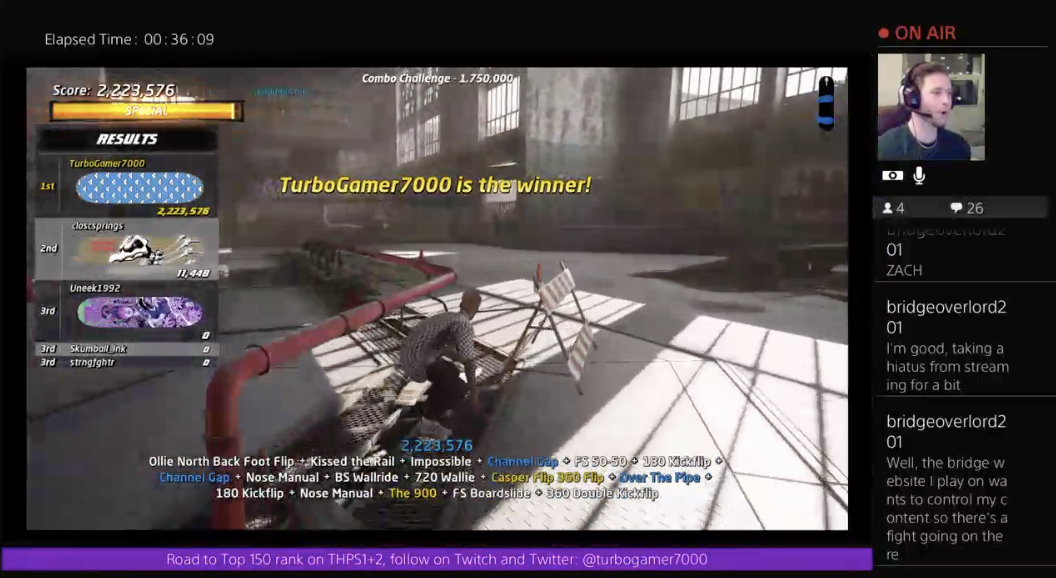 Elapsed Time : 00:36:09
ON AIR
Score: 2,223,576
SPECIAL
Combo Challenge - 1,750,000
RESULTS
TurboGamer7000
1st
2,223,576
closcsprings
2nd
11,448
Uneek1992
3rd
0
3rd Skumball_ink 0
3rd strngfghtr 0
TurboGamer7000 is the winner!
2,223,576
Ollie North Back Foot Flip + Kissed the Rail + Impossible + Channel Gap + FS 50-50 + 180 Kickflip +
Channel Gap + Nose Manual + BS Wallride + 720 Wallie + Casper Flip 360 Flip + Over The Pipe +
180 Kickflip + Nose Manual + The 900 + FS Boardslide + 360 Double Kickflip
4 26
bridgeoverlord2
01
ZACH
bridgeoverlord2
01
I'm good, taking a
hiatus from stream
ing for a bit
bridgeoverlord2
01
Well, the bridge w
ebsite I play on wa
nts to control my c
ontent so there's a
fight going on the
re
Road to Top 150 rank on THPS1+2, follow on Twitch and Twitter: @turbogamer7000